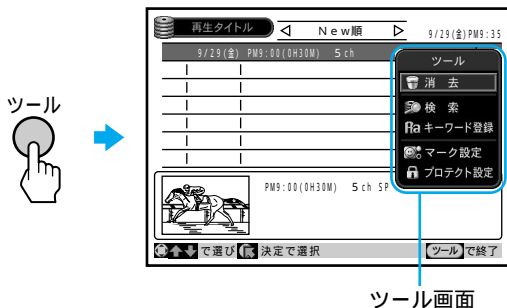 ツール
再生タイトル
New順
9/29(金)PM9:35
9/29(金) PM9:00(0H30M) 5ch
ツール
消 去
検 索
Aa キーワード登録
マーク設定
プロテクト設定
PM9:00(0H30M) 5ch SP
で選び 決定で選択
ツール で終了
ツール画面